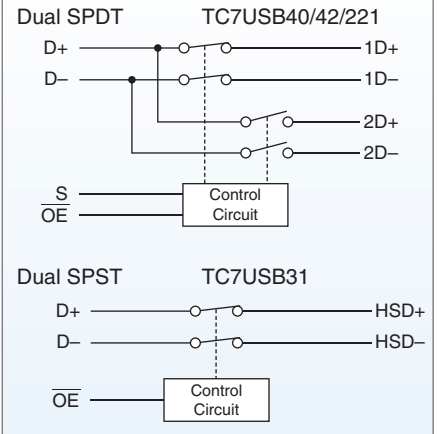 Dual SPDT TC7USB40/42/221
D+ 1D+
D– 1D–
2D+
2D–
S
OE
Control
Circuit
Dual SPST TC7USB31
D+ HSD+
D– HSD–
OE
Control
Circuit